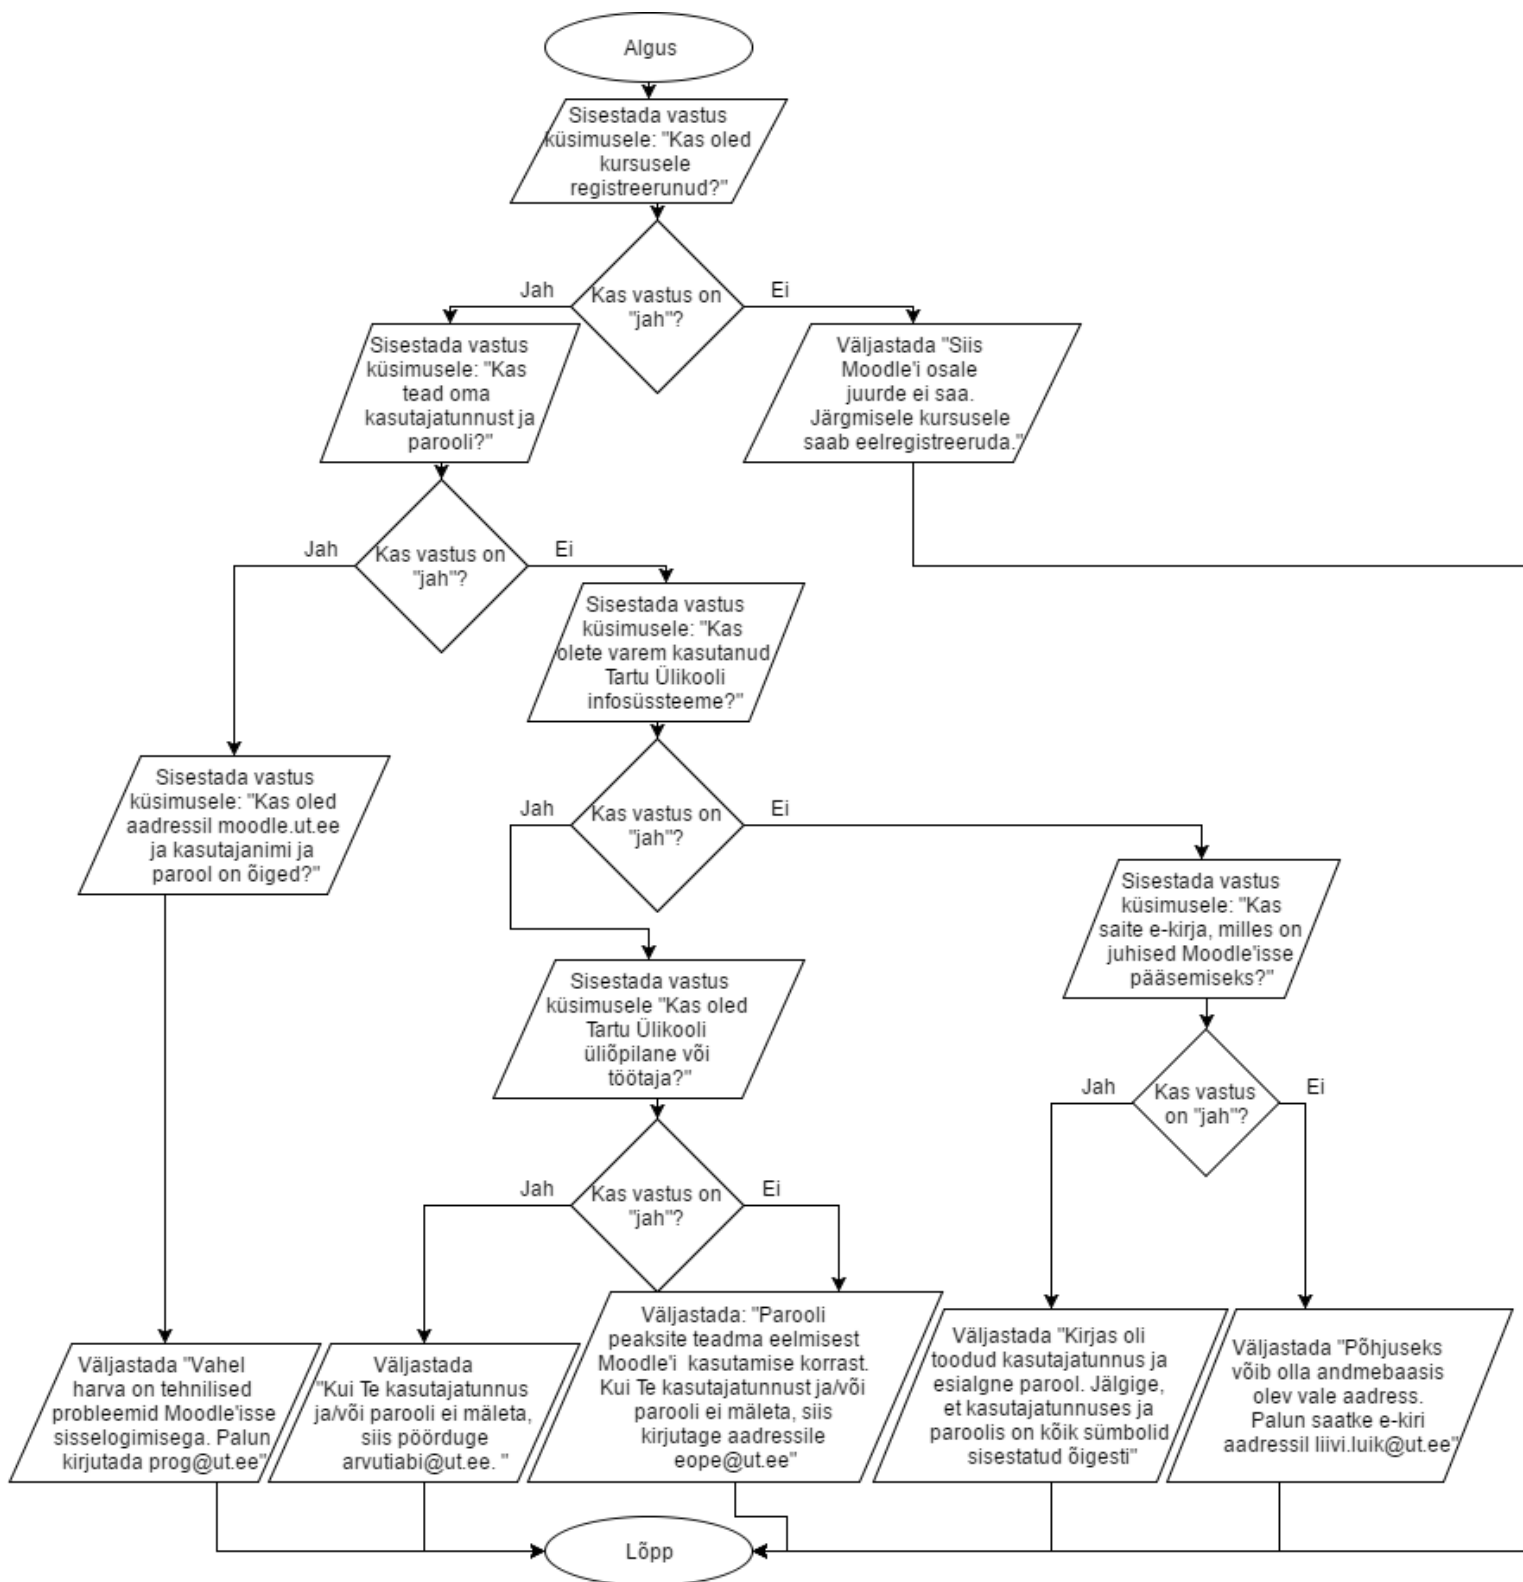 Algus
Sisestada vastus
küsimusele: "Kas oled
kursusele
registreerunud?"
Kas vastus on
"jah"?
Jah
Ei
Sisestada vastus
küsimusele: "Kas
tead oma
kasutajatunnust ja
parooli?"
Väljastada "Siis
Moodle'i osale
juurde ei saa.
Järgmisele kursusele
saab eelregistreeruda."
Jah
Kas vastus on
"jah"?
Ei
Sisestada vastus
küsimusele: "Kas
olete varem kasutanud
Tartu Ülikooli
infosüssteeme?"
Sisestada vastus
küsimusele: "Kas oled
aadressil moodle.ut.ee
ja kasutajanimi ja
parool on õiged?"
Jah
Kas vastus on
"jah"?
Ei
Sisestada vastus
küsimusele: "Kas
saite e-kirja, milles on
juhised Moodle'isse
pääsemiseks?"
Sisestada vastus
küsimusele "Kas oled
Tartu Ülikooli
üliõpilane või
töötaja?"
Jah
Kas vastus
on "jah"?
Ei
Jah
Kas vastus on
"jah"?
Ei
Väljastada "Vahel
harva on tehnilised
probleemid Moodle'isse
sisselogimisega. Palun
kirjutada prog@ut.ee"
Väljastada
"Kui Te kasutajatunnus
ja/või parooli ei mäleta,
siis pöörduge
arvutiabi@ut.ee. "
Väljastada: "Parooli
peaksite teadma eelmisest
Moodle'i kasutamise korrast.
Kui Te kasutajatunnust ja/või
parooli ei mäleta, siis
kirjutage aadressile
eope@ut.ee"
Väljastada "Kirjas oli
toodud kasutajatunnus ja
esialgne parool. Jälgige,
et kasutajatunnuses ja
paroolis on kõik sümbolid
sisestatud õigesti"
Väljastada "Põhjuseks
võib olla andmebaasis
olev vale aadress.
Palun saatke e-kiri
aadressil liivi.luik@ut.ee"
Lõpp